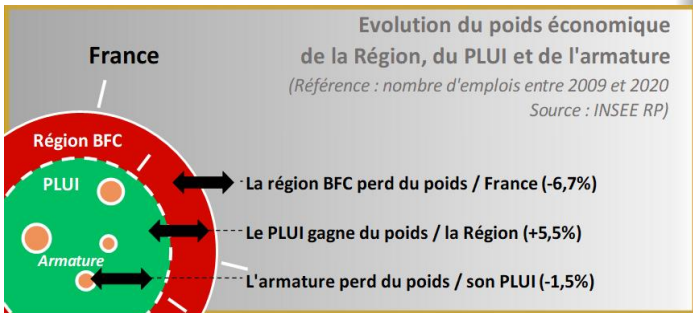 Evolution du poids économique
de la Région, du PLUI et de l'armature
(Référence : nombre d'emplois entre 2009 et 2020
Source : INSEE RP)
France
Région BFC
PLUI
Armature
La région BFC perd du poids / France (-6,7%)
Le PLUI gagne du poids / la Région (+5,5%)
L'armature perd du poids / son PLUI (-1,5%)